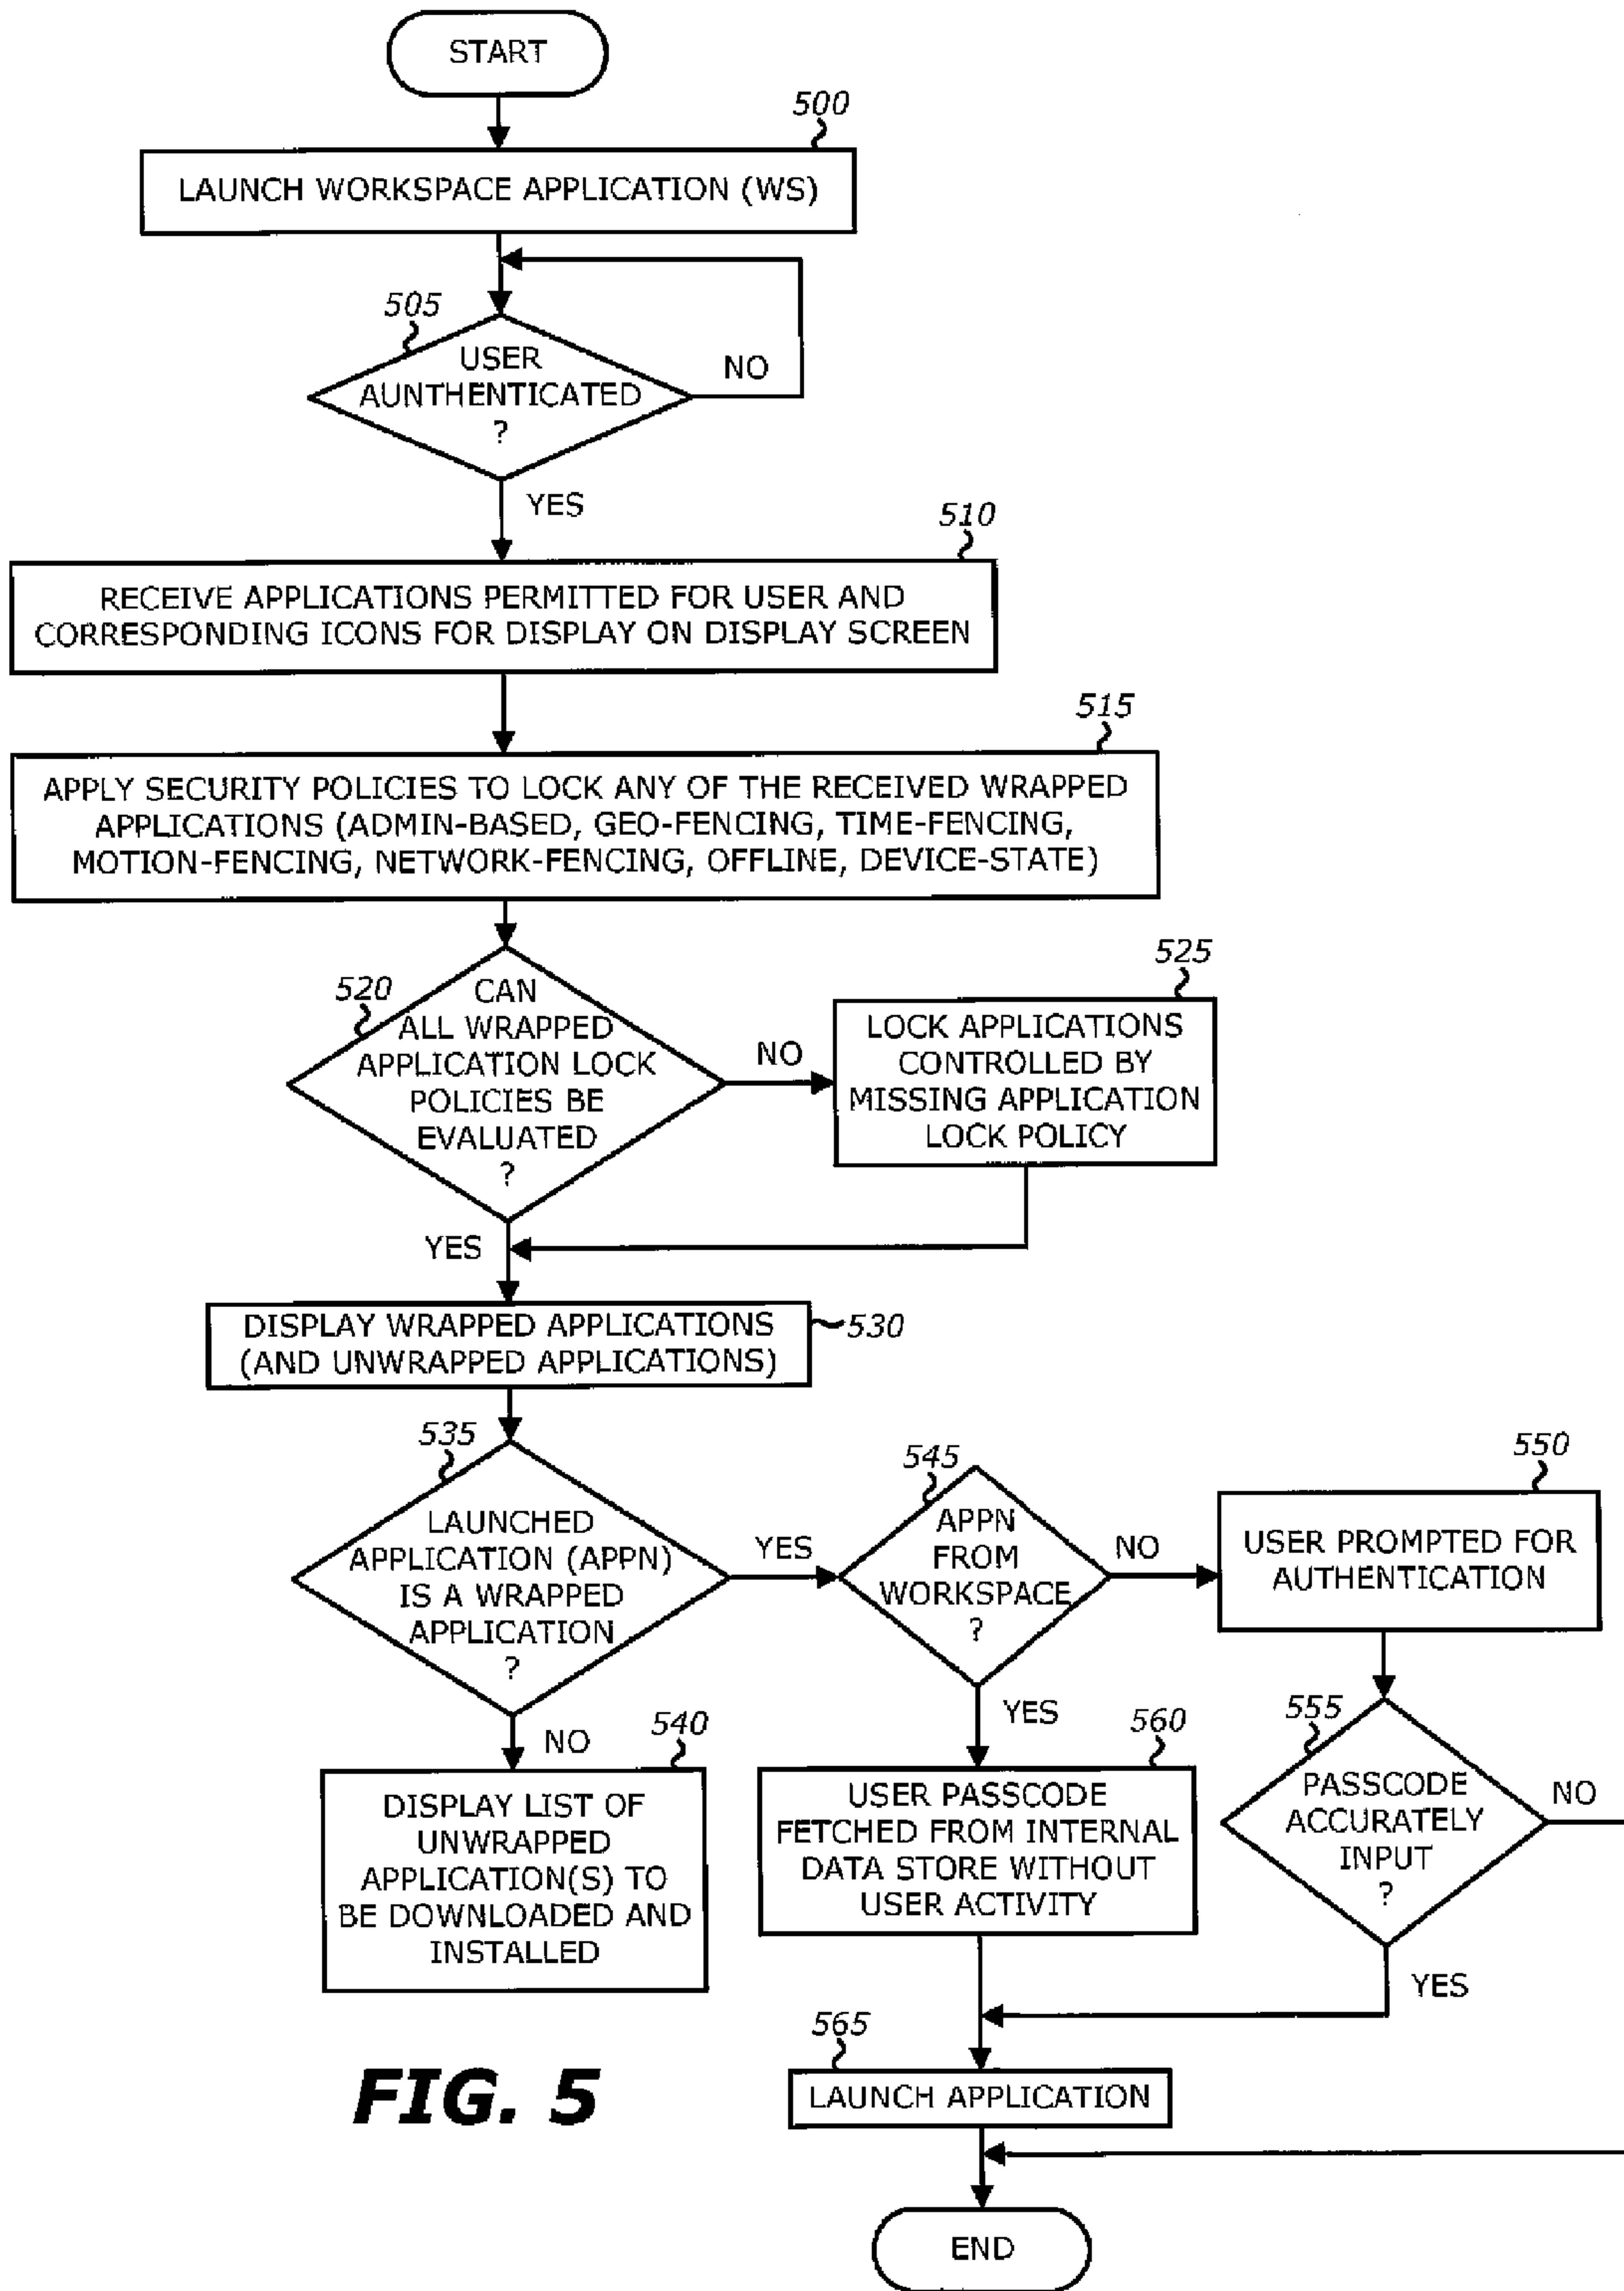 START
500
LAUNCH WORKSPACE APPLICATION (WS)
505
USER
AUNTHENTICATED
?
NO
YES
510
RECEIVE APPLICATIONS PERMITTED FOR USER AND
CORRESPONDING ICONS FOR DISPLAY ON DISPLAY SCREEN
515
APPLY SECURITY POLICIES TO LOCK ANY OF THE RECEIVED WRAPPED
APPLICATIONS (ADMIN-BASED, GEO-FENCING, TIME-FENCING,
MOTION-FENCING, NETWORK-FENCING, OFFLINE, DEVICE-STATE)
520
CAN
ALL WRAPPED
APPLICATION LOCK
POLICIES BE
EVALUATED
?
NO
525
LOCK APPLICATIONS
CONTROLLED BY
MISSING APPLICATION
LOCK POLICY
YES
DISPLAY WRAPPED APPLICATIONS
(AND UNWRAPPED APPLICATIONS)
530
535
LAUNCHED
APPLICATION (APPN)
IS A WRAPPED
APPLICATION
?
YES
545
APPN
FROM
WORKSPACE
?
NO
550
USER PROMPTED FOR
AUTHENTICATION
NO
540
DISPLAY LIST OF
UNWRAPPED
APPLICATION(S) TO
BE DOWNLOADED AND
INSTALLED
YES
560
USER PASSCODE
FETCHED FROM INTERNAL
DATA STORE WITHOUT
USER ACTIVITY
555
PASSCODE
ACCURATELY
INPUT
?
NO
YES
565
LAUNCH APPLICATION
FIG. 5
END